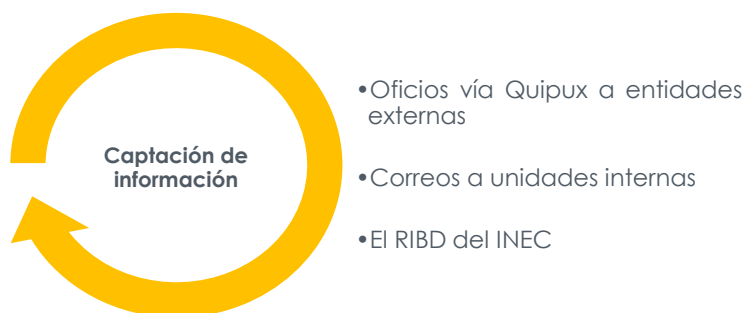 Captación de
información
•Oficios vía Quipux a entidades
externas
•Correos a unidades internas
•El RIBD del INEC